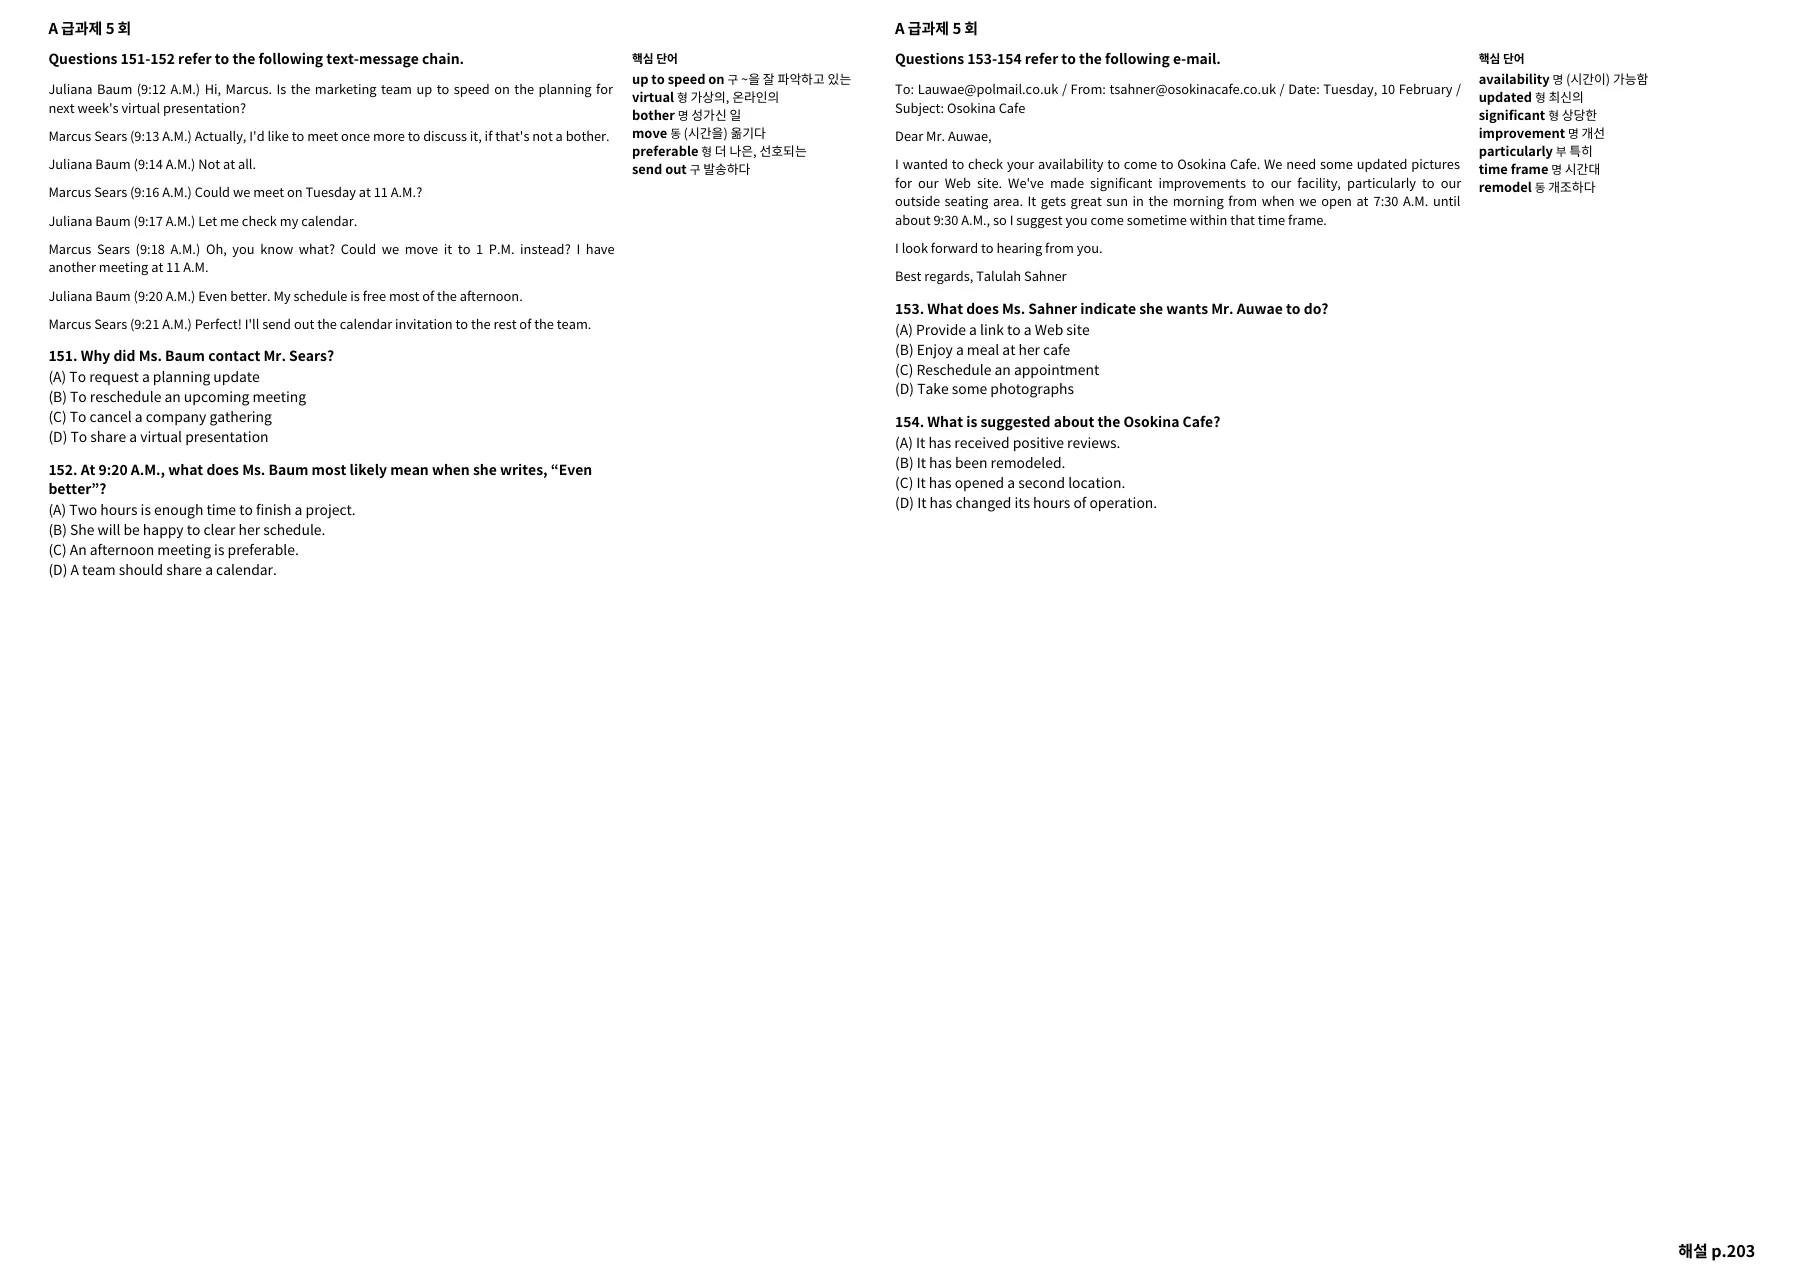 A 급과제 5 회
Questions 151-152 refer to the following text-message chain.
Juliana Baum (9:12 A.M.) Hi, Marcus. Is the marketing team up to speed on the planning for
next week's virtual presentation?
Marcus Sears (9:13 A.M.) Actually, I'd like to meet once more to discuss it, if that's not a bother.
Juliana Baum (9:14 A.M.) Not at all.
Marcus Sears (9:16 A.M.) Could we meet on Tuesday at 11 A.M.?
Juliana Baum (9:17 A.M.) Let me check my calendar.
Marcus Sears (9:18 A.M.) Oh, you know what? Could we move it to 1 P.M. instead? I have
another meeting at 11 A.M.
Juliana Baum (9:20 A.M.) Even better. My schedule is free most of the afternoon.
Marcus Sears (9:21 A.M.) Perfect! I'll send out the calendar invitation to the rest of the team.
151. Why did Ms. Baum contact Mr. Sears?
(A) To request a planning update
(B) To reschedule an upcoming meeting
(C) To cancel a company gathering
(D) To share a virtual presentation
152. At 9:20 A.M., what does Ms. Baum most likely mean when she writes, “Even
better”?
(A) Two hours is enough time to finish a project.
(B) She will be happy to clear her schedule.
(C) An afternoon meeting is preferable.
(D) A team should share a calendar.
핵심 단어
up to speed on 구 ~을 잘 파악하고 있는
virtual 형 가상의, 온라인의
bother 명 성가신 일
move 동 (시간을) 옮기다
preferable 형 더 나은, 선호되는
send out 구 발송하다
A 급과제 5 회
Questions 153-154 refer to the following e-mail.
To: Lauwae@polmail.co.uk / From: tsahner@osokinacafe.co.uk / Date: Tuesday, 10 February /
Subject: Osokina Cafe
Dear Mr. Auwae,
I wanted to check your availability to come to Osokina Cafe. We need some updated pictures
for our Web site. We've made significant improvements to our facility, particularly to our
outside seating area. It gets great sun in the morning from when we open at 7:30 A.M. until
about 9:30 A.M., so I suggest you come sometime within that time frame.
I look forward to hearing from you.
Best regards, Talulah Sahner
153. What does Ms. Sahner indicate she wants Mr. Auwae to do?
(A) Provide a link to a Web site
(B) Enjoy a meal at her cafe
(C) Reschedule an appointment
(D) Take some photographs
154. What is suggested about the Osokina Cafe?
(A) It has received positive reviews.
(B) It has been remodeled.
(C) It has opened a second location.
(D) It has changed its hours of operation.
핵심 단어
availability 명 (시간이) 가능함
updated 형 최신의
significant 형 상당한
improvement 명 개선
particularly 부 특히
time frame 명 시간대
remodel 동 개조하다
해설 p.203